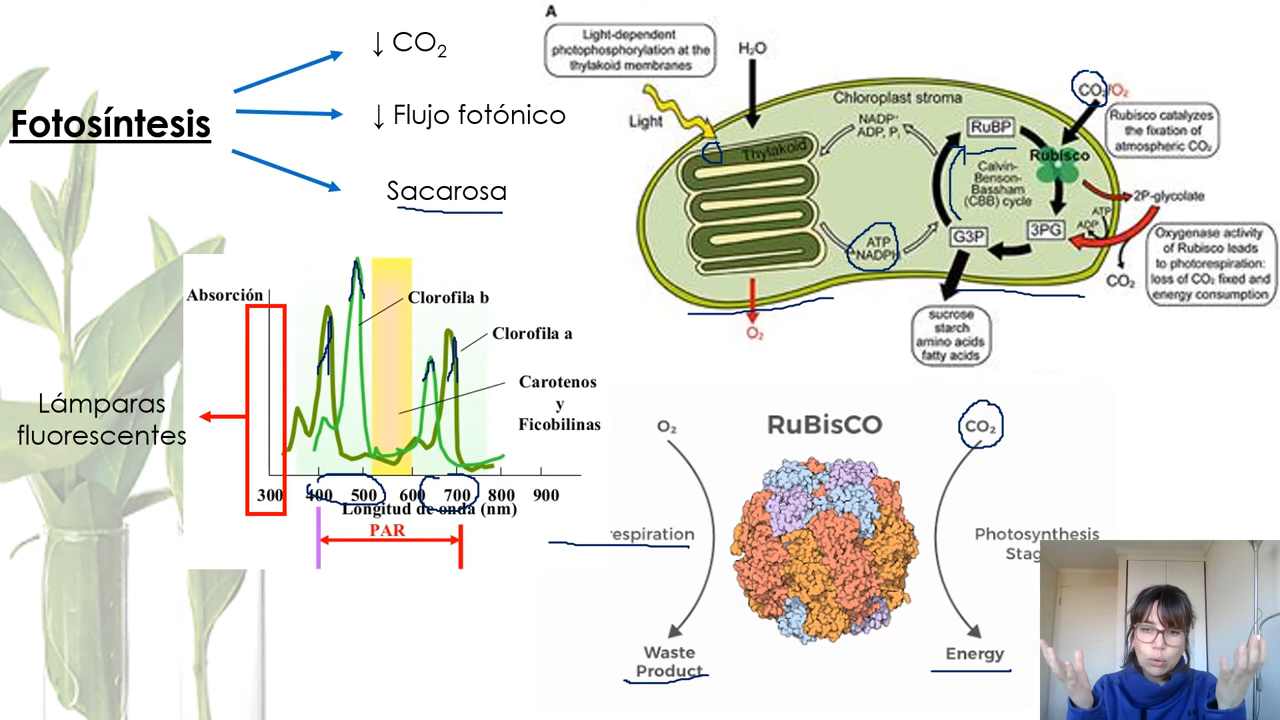 Fotosíntesis
↓ CO₂
↓ Flujo fotónico
Sacarosa
A
Light-dependent
photophosphorylation at the
thylakoid membranes
H₂O
Light
Chloroplast stroma
Thylakoid
NADP⁺
ADP, Pᵢ
RuBP
Rubisco
Calvin-
Benson-
Bassham
(CBB) cycle
ATP
NADPH
G3P
3PG
CO₂/O₂
Rubisco catalyzes
the fixation of
atmospheric CO₂
2P-glycolate
ATP
ADP
CO₂
Oxygenase activity
of Rubisco leads
to photorespiration:
loss of CO₂ fixed and
energy consumption
O₂
sucrose
starch
amino acids
fatty acids
Absorción
Clorofila b
Clorofila a
Carotenos
y
Ficobilinas
300 400 500 600 700 800 900
Longitud de onda (nm)
PAR
Lámparas
fluorescentes
RuBisCO
O₂
CO₂
espiration
Photosynthesis
Stag
Waste
Product
Energy